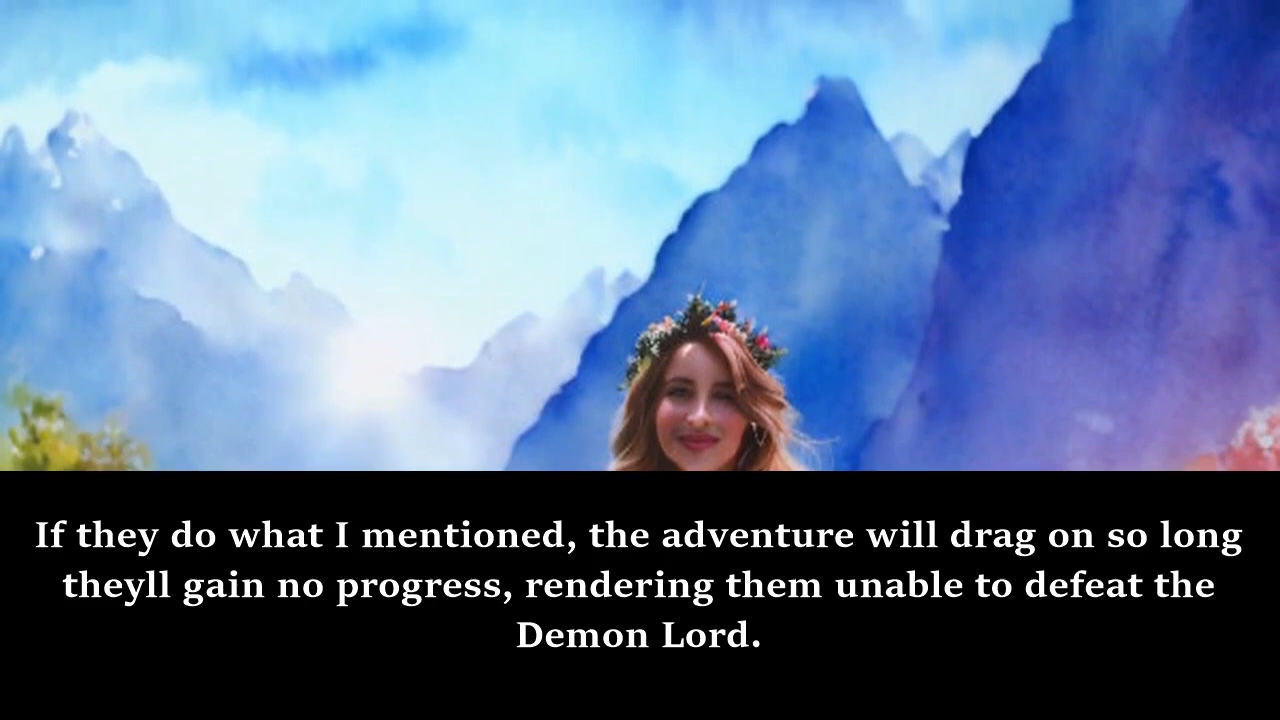 If they do what I mentioned, the adventure will drag on so long
theyll gain no progress, rendering them unable to defeat the
Demon Lord.